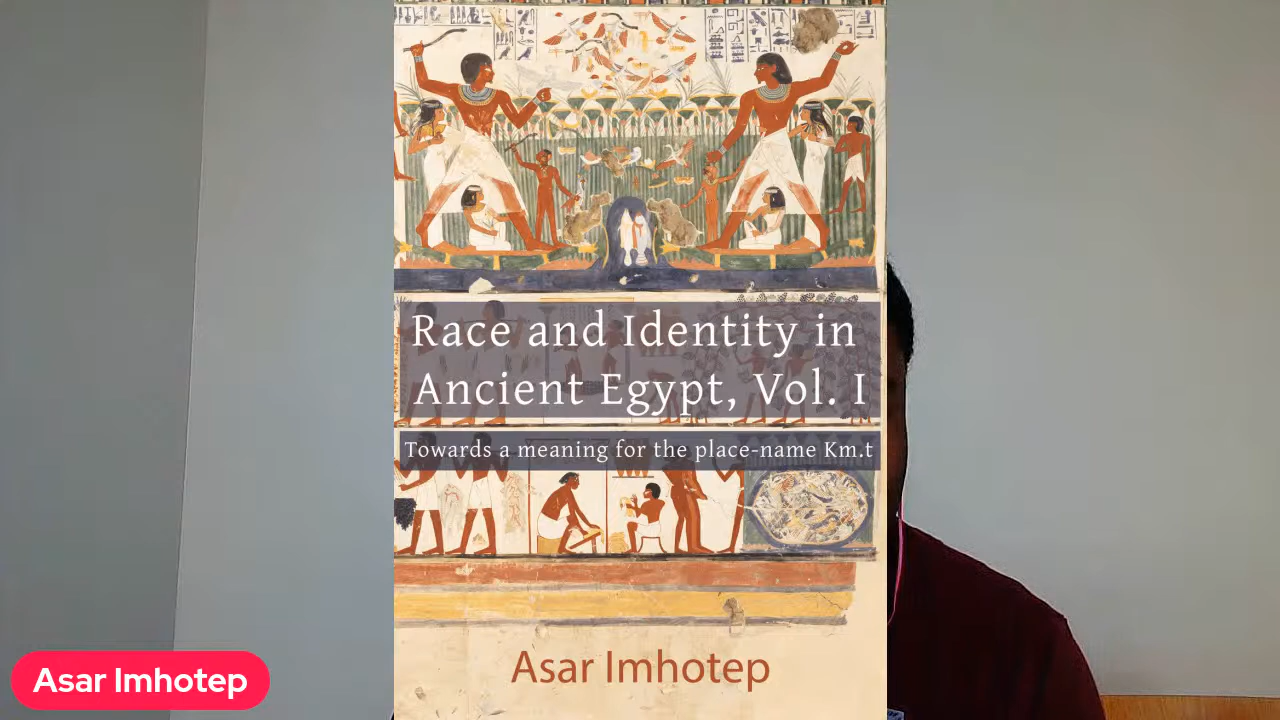 Race and Identity in
Ancient Egypt, Vol. I
Towards a meaning for the place-name Km.t
Asar Imhotep
Asar Imhotep